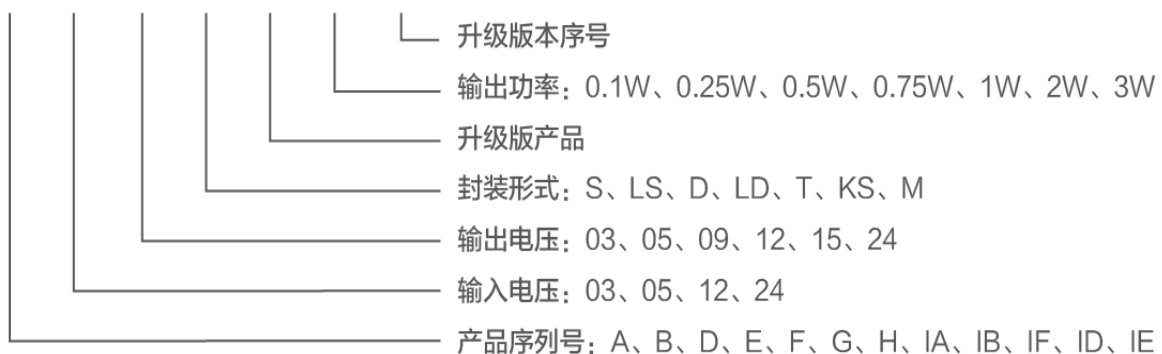 升级版本序号
输出功率：0.1W、0.25W、0.5W、0.75W、1W、2W、3W
升级版产品
封装形式：S、LS、D、LD、T、KS、M
输出电压：03、05、09、12、15、24
输入电压：03、05、12、24
产品序列号：A、B、D、E、F、G、H、IA、IB、IF、ID、IE